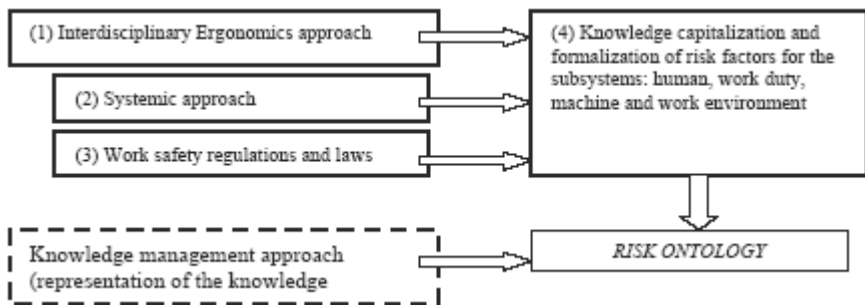 (1) Interdisciplinary Ergonomics approach
(2) Systemic approach
(3) Work safety regulations and laws
(4) Knowledge capitalization and
formalization of risk factors for the
subsystems: human, work duty,
machine and work environment
Knowledge management approach
(representation of the knowledge
RISK ONTOLOGY